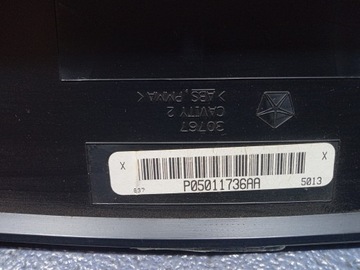 >ABS,PMMA<
CAVITY 2
30767
X X
P05011736AA
5013